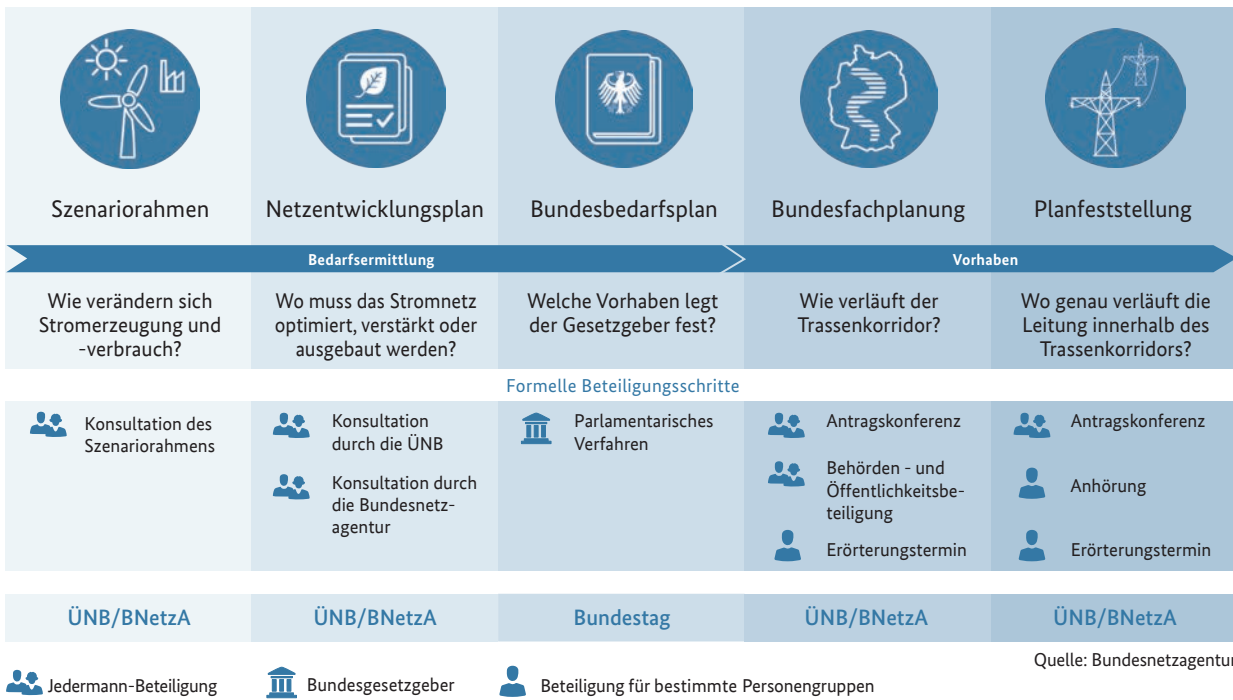 Szenariorahmen
Netzentwicklungsplan
Bundesbedarfsplan
Bundesfachplanung
Planfeststellung
Bedarfsermittlung
Vorhaben
Wie verändern sich
Stromerzeugung und
-verbrauch?
Wo muss das Stromnetz
optimiert, verstärkt oder
ausgebaut werden?
Welche Vorhaben legt
der Gesetzgeber fest?
Wie verläuft der
Trassenkorridor?
Wo genau verläuft die
Leitung innerhalb des
Trassenkorridors?
Formelle Beteiligungsschritte
Konsultation des
Szenariorahmens
Konsultation
durch die ÜNB
Konsultation durch
die Bundesnetz-
agentur
Parlamentarisches
Verfahren
Antragskonferenz
Behörden - und
Öffentlichkeitsbe-
teiligung
Erörterungstermin
Antragskonferenz
Anhörung
Erörterungstermin
ÜNB/BNetzA
ÜNB/BNetzA
Bundestag
ÜNB/BNetzA
ÜNB/BNetzA
Quelle: Bundesnetzagentur
Jedermann-Beteiligung
Bundesgesetzgeber
Beteiligung für bestimmte Personengruppen